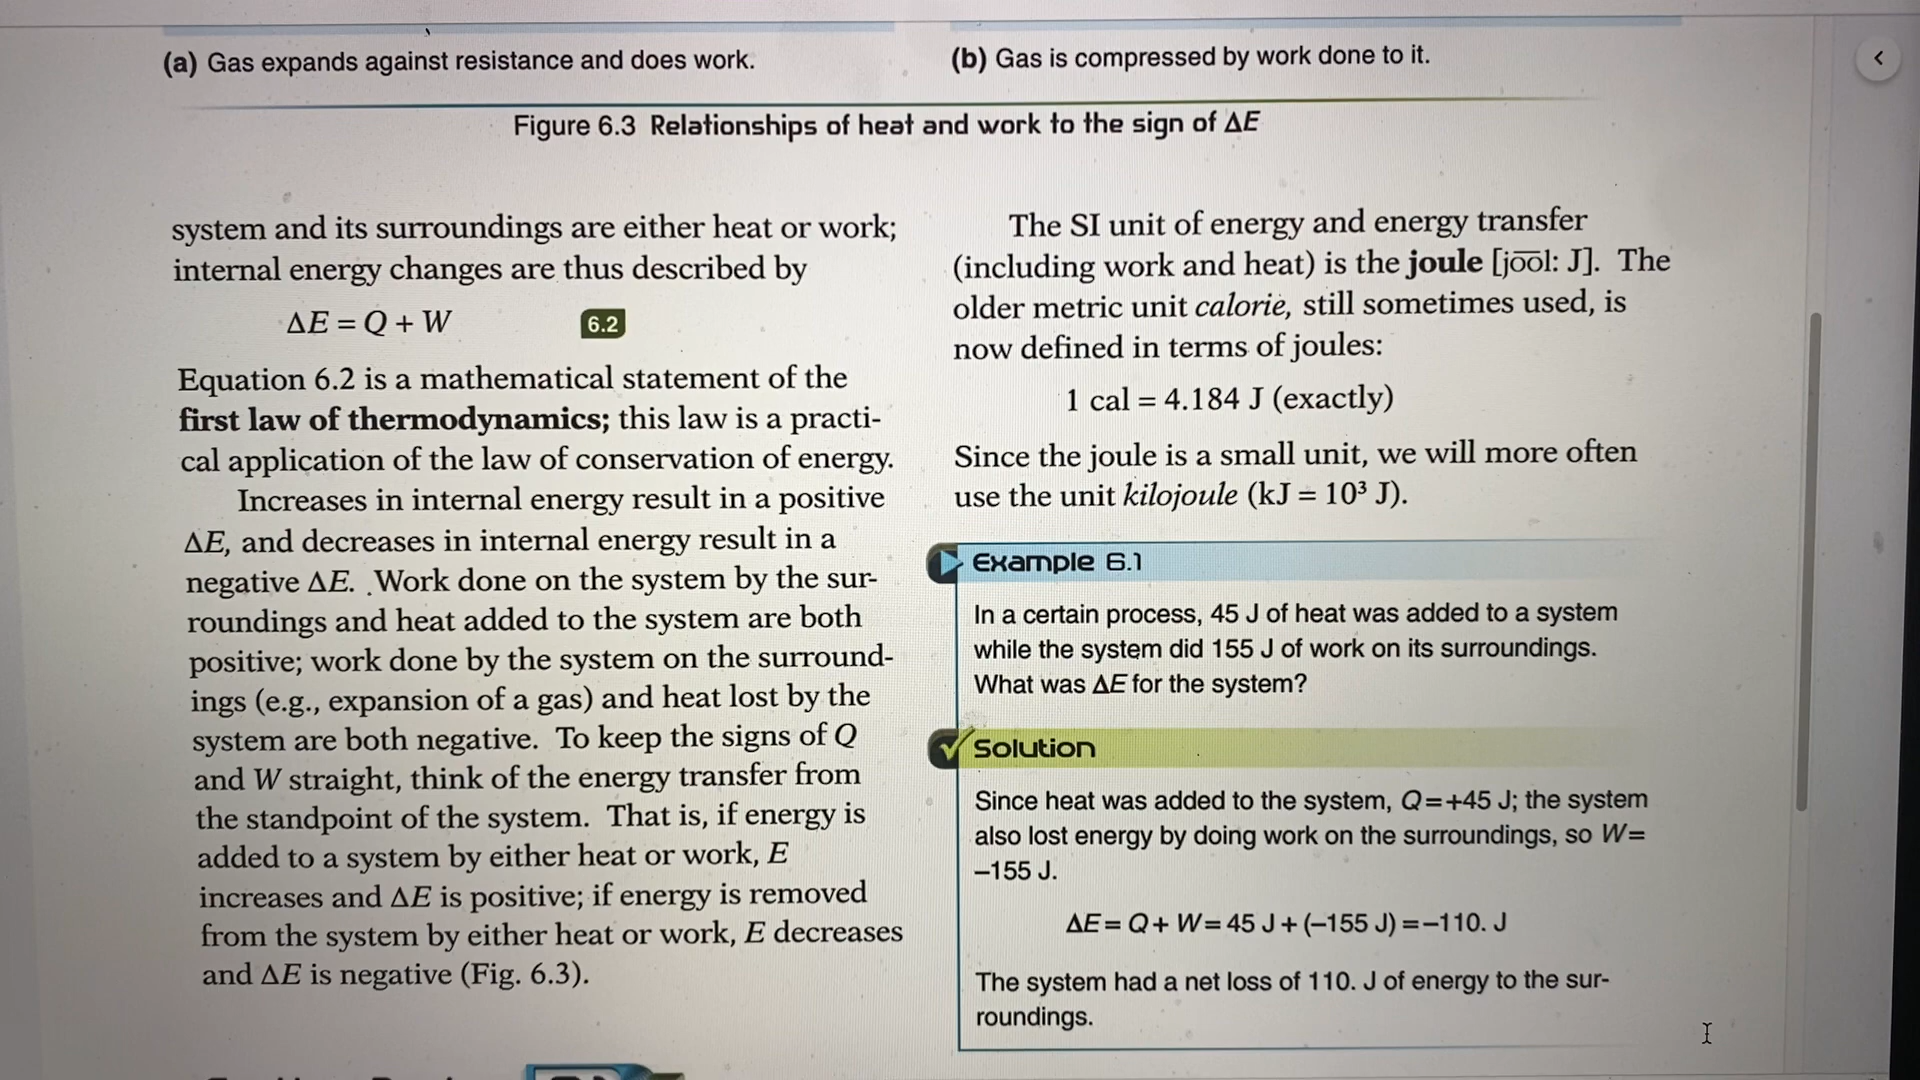 (a) Gas expands against resistance and does work.
(b) Gas is compressed by work done to it.
Figure 6.3 Relationships of heat and work to the sign of ΔE
system and its surroundings are either heat or work;
internal energy changes are thus described by
ΔE = Q + W 6.2
Equation 6.2 is a mathematical statement of the
first law of thermodynamics; this law is a practi-
cal application of the law of conservation of energy.
Increases in internal energy result in a positive
ΔE, and decreases in internal energy result in a
negative ΔE. Work done on the system by the sur-
roundings and heat added to the system are both
positive; work done by the system on the surround-
ings (e.g., expansion of a gas) and heat lost by the
system are both negative. To keep the signs of Q
and W straight, think of the energy transfer from
the standpoint of the system. That is, if energy is
added to a system by either heat or work, E
increases and ΔE is positive; if energy is removed
from the system by either heat or work, E decreases
and ΔE is negative (Fig. 6.3).
The SI unit of energy and energy transfer
(including work and heat) is the joule [jo͞ol: J]. The
older metric unit calorie, still sometimes used, is
now defined in terms of joules:
1 cal = 4.184 J (exactly)
Since the joule is a small unit, we will more often
use the unit kilojoule (kJ = 10³ J).
Example 6.1
In a certain process, 45 J of heat was added to a system
while the system did 155 J of work on its surroundings.
What was ΔE for the system?
Solution
Since heat was added to the system, Q=+45 J; the system
also lost energy by doing work on the surroundings, so W=
–155 J.
ΔE = Q + W = 45 J + (–155 J) = –110. J
The system had a net loss of 110. J of energy to the sur-
roundings.